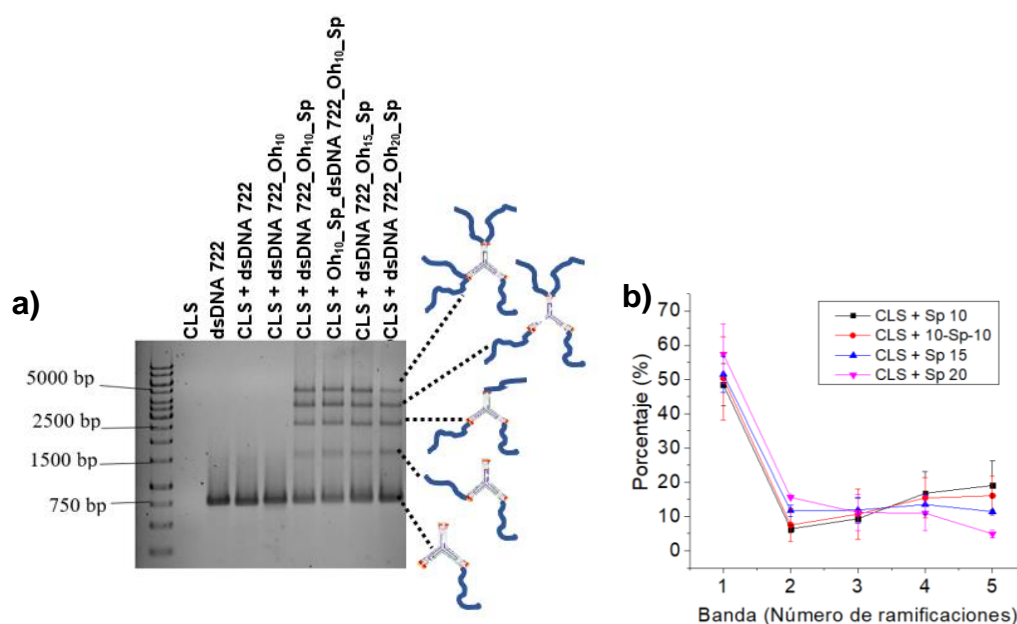 a)
CLS
dsDNA 722
CLS + dsDNA 722
CLS + dsDNA 722_Oh₁₀
CLS + dsDNA 722_Oh₁₀_Sp
CLS + Oh₁₀_Sp_dsDNA 722_Oh₁₀_Sp
CLS + dsDNA 722_Oh₁₅_Sp
CLS + dsDNA 722_Oh₂₀_Sp
5000 bp
2500 bp
1500 bp
750 bp
b)
CLS + Sp 10
CLS + 10-Sp-10
CLS + Sp 15
CLS + Sp 20
Porcentaje (%)
70
60
50
40
30
20
10
0
1 2 3 4 5
Banda (Número de ramificaciones)